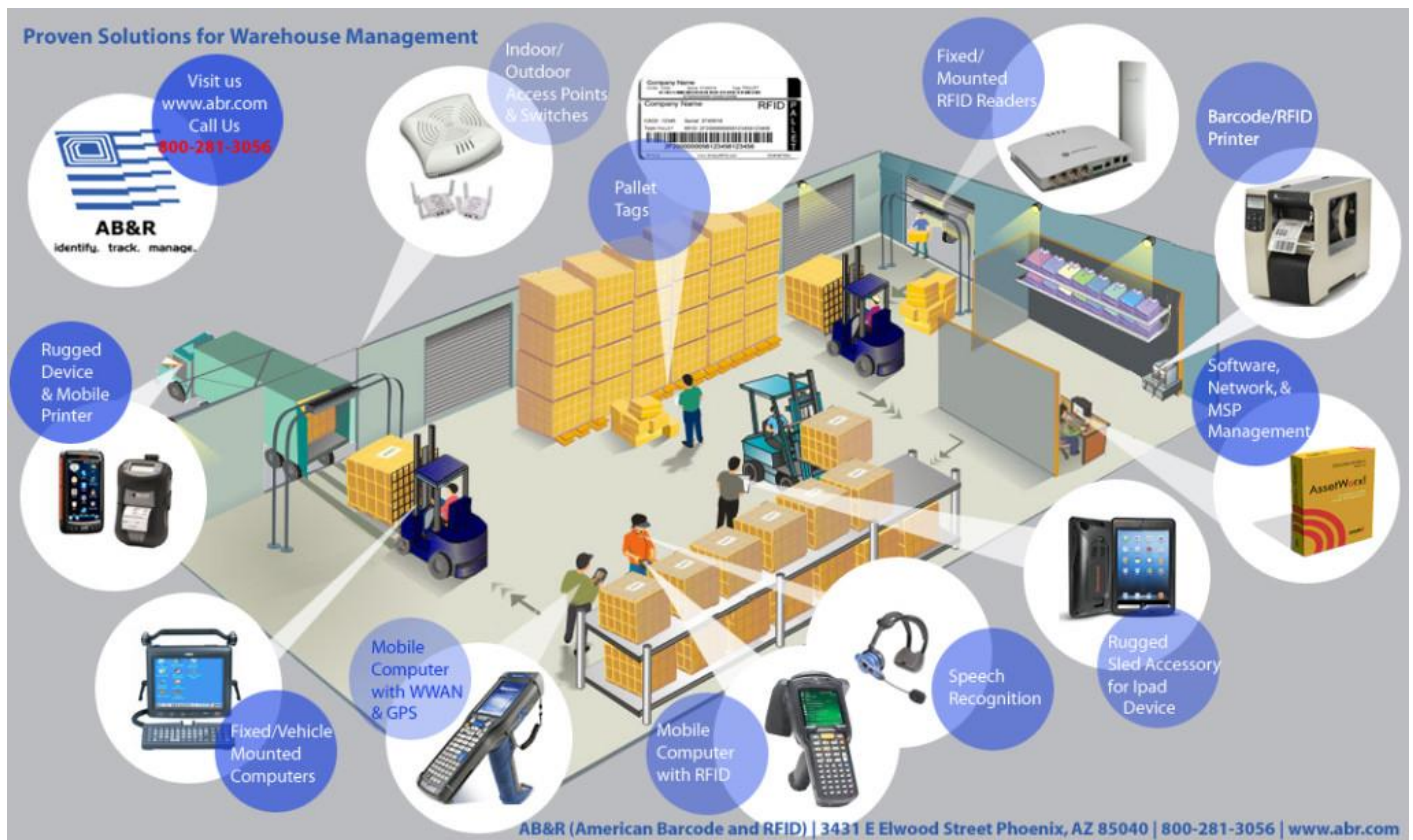 Proven Solutions for Warehouse Management
Visit us
www.abr.com
Call Us
800-281-3056
AB&R
identify. track. manage.
Indoor/
Outdoor
Access Points
& Switches
Company Name
Company Name
RFID
PALLET
Pallet
Tags
Fixed/
Mounted
RFID Readers
Barcode/RFID
Printer
Rugged
Device
& Mobile
Printer
Software,
Network, &
MSP
Management
AssetWorx!
Fixed/Vehicle
Mounted
Computers
Mobile
Computer
with WWAN
& GPS
Mobile
Computer
with RFID
Speech
Recognition
Rugged
Sled Accessory
for Ipad
Device
AB&R (American Barcode and RFID) | 3431 E Elwood Street Phoenix, AZ 85040 | 800-281-3056 | www.abr.com